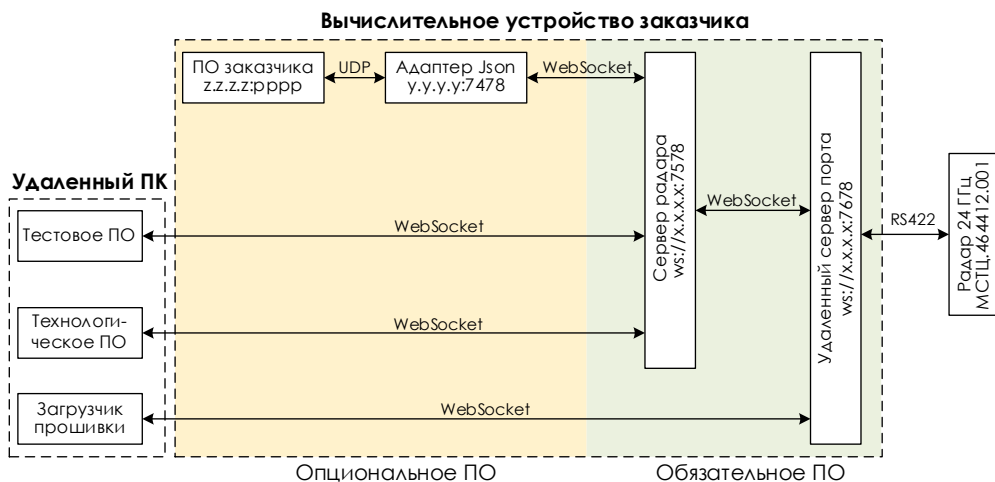 Вычислительное устройство заказчика
ПО заказчика
z.z.z.z:pppp
UDP
Адаптер Json
y.y.y.y:7478
WebSocket
Сервер радара
ws://x.x.x.x:7578
WebSocket
Удаленный сервер порта
ws://x.x.x.x:7678
RS422
Радар 24 ГГц
МСТЦ.464412.001
Удаленный ПК
Тестовое ПО
WebSocket
Технологи-
ческое ПО
WebSocket
Загрузчик
прошивки
WebSocket
Опциональное ПО
Обязательное ПО